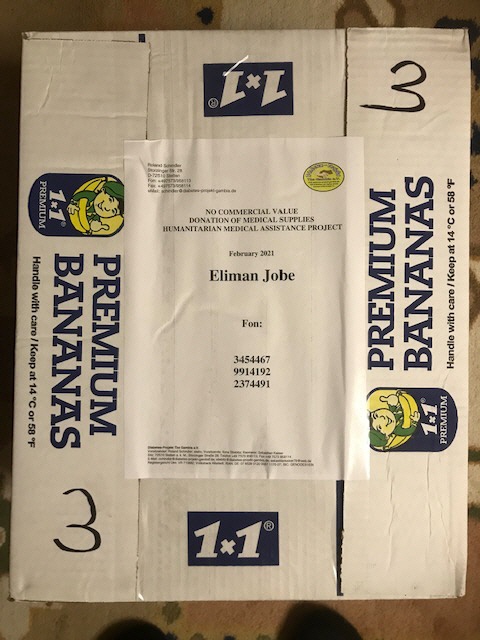 1x1®
3
Roland Schindler
NO COMMERCIAL VALUE
DONATION OF MEDICAL SUPPLIES
HUMANITARIAN MEDICAL ASSISTANCE PROJECT
February 2021
Eliman Jobe
Fon:
3454467
9914192
2374491
1x1®
PREMIUM
PREMIUM
BANANAS
Handle with care / Keep at 14 °C or 58 °F
PREMIUM
BANANAS
Handle with care / Keep at 14 °C or 58 °F
1x1®
PREMIUM
3
1x1®